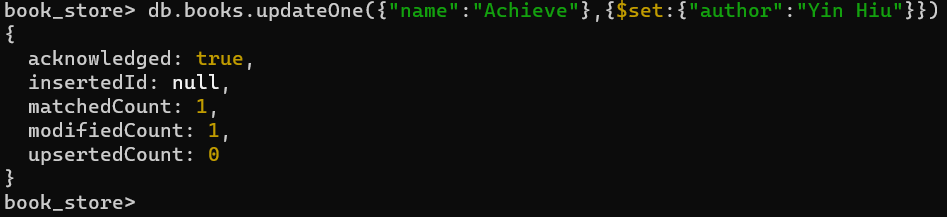 book_store> db.books.updateOne({"name":"Achieve"},{$set:{"author":"Yin Hiu"}})
{
  acknowledged: true,
  insertedId: null,
  matchedCount: 1,
  modifiedCount: 1,
  upsertedCount: 0
}
book_store>